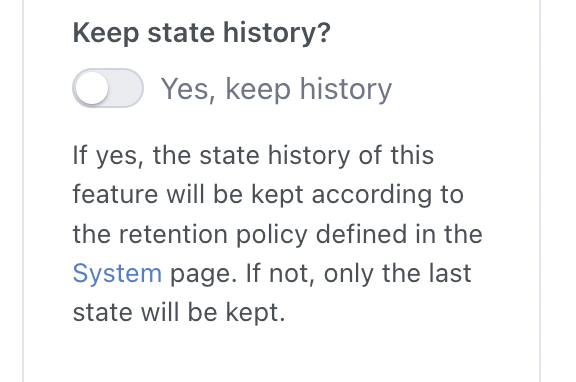 Keep state history?
Yes, keep history
If yes, the state history of this
feature will be kept according to
the retention policy defined in the
System page. If not, only the last
state will be kept.